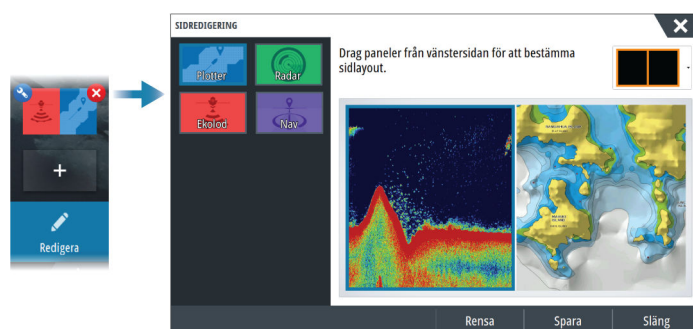 Redigera
SIDREDIGERING
Plotter
Radar
Ekolod
Nav
Drag paneler från vänstersidan för att bestämma
sidlayout.
Rensa
Spara
Släng